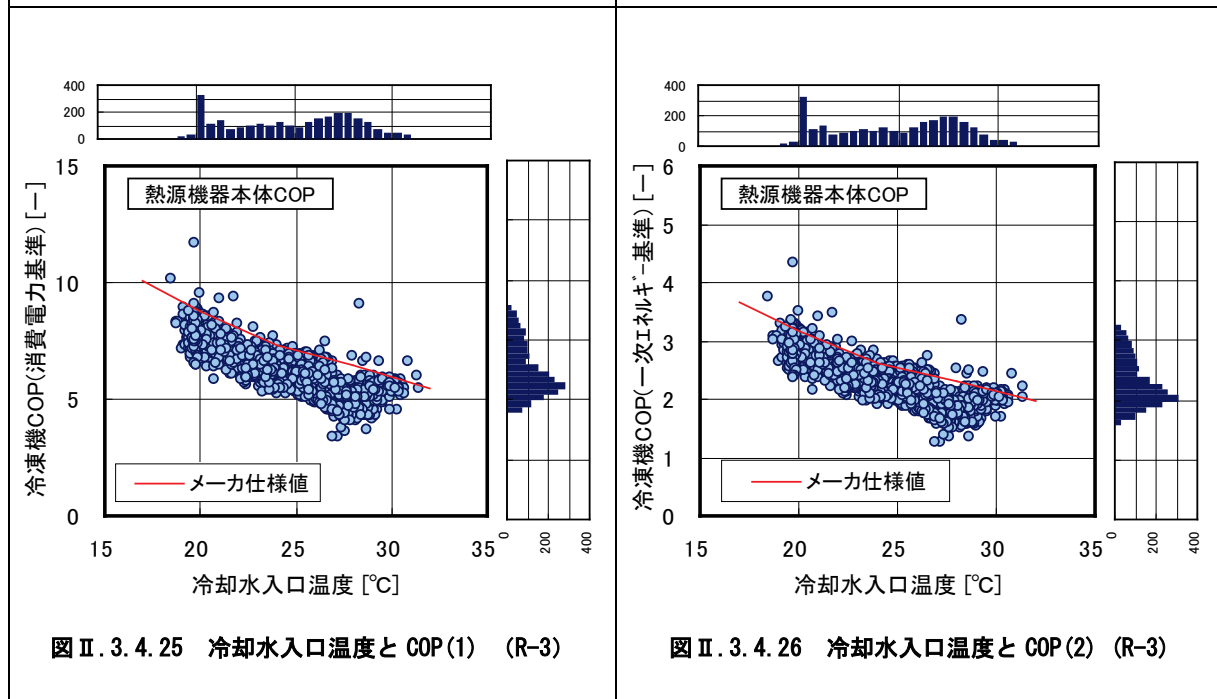 400
200
0
15
10
5
0
冷凍機COP(消費電力基準)[ー]
熱源機器本体COP
メーカ仕様値
15 20 25 30 35
0 200 400
冷却水入口温度 [℃]
図Ⅱ.3.4.25 冷却水入口温度と COP(1) (R-3)
400
200
0
6
5
4
3
2
1
0
冷凍機COP(一次ｴﾈﾙｷﾞｰ基準)[ー]
熱源機器本体COP
メーカ仕様値
15 20 25 30 35
0 200 400
冷却水入口温度 [℃]
図Ⅱ.3.4.26 冷却水入口温度と COP(2) (R-3)